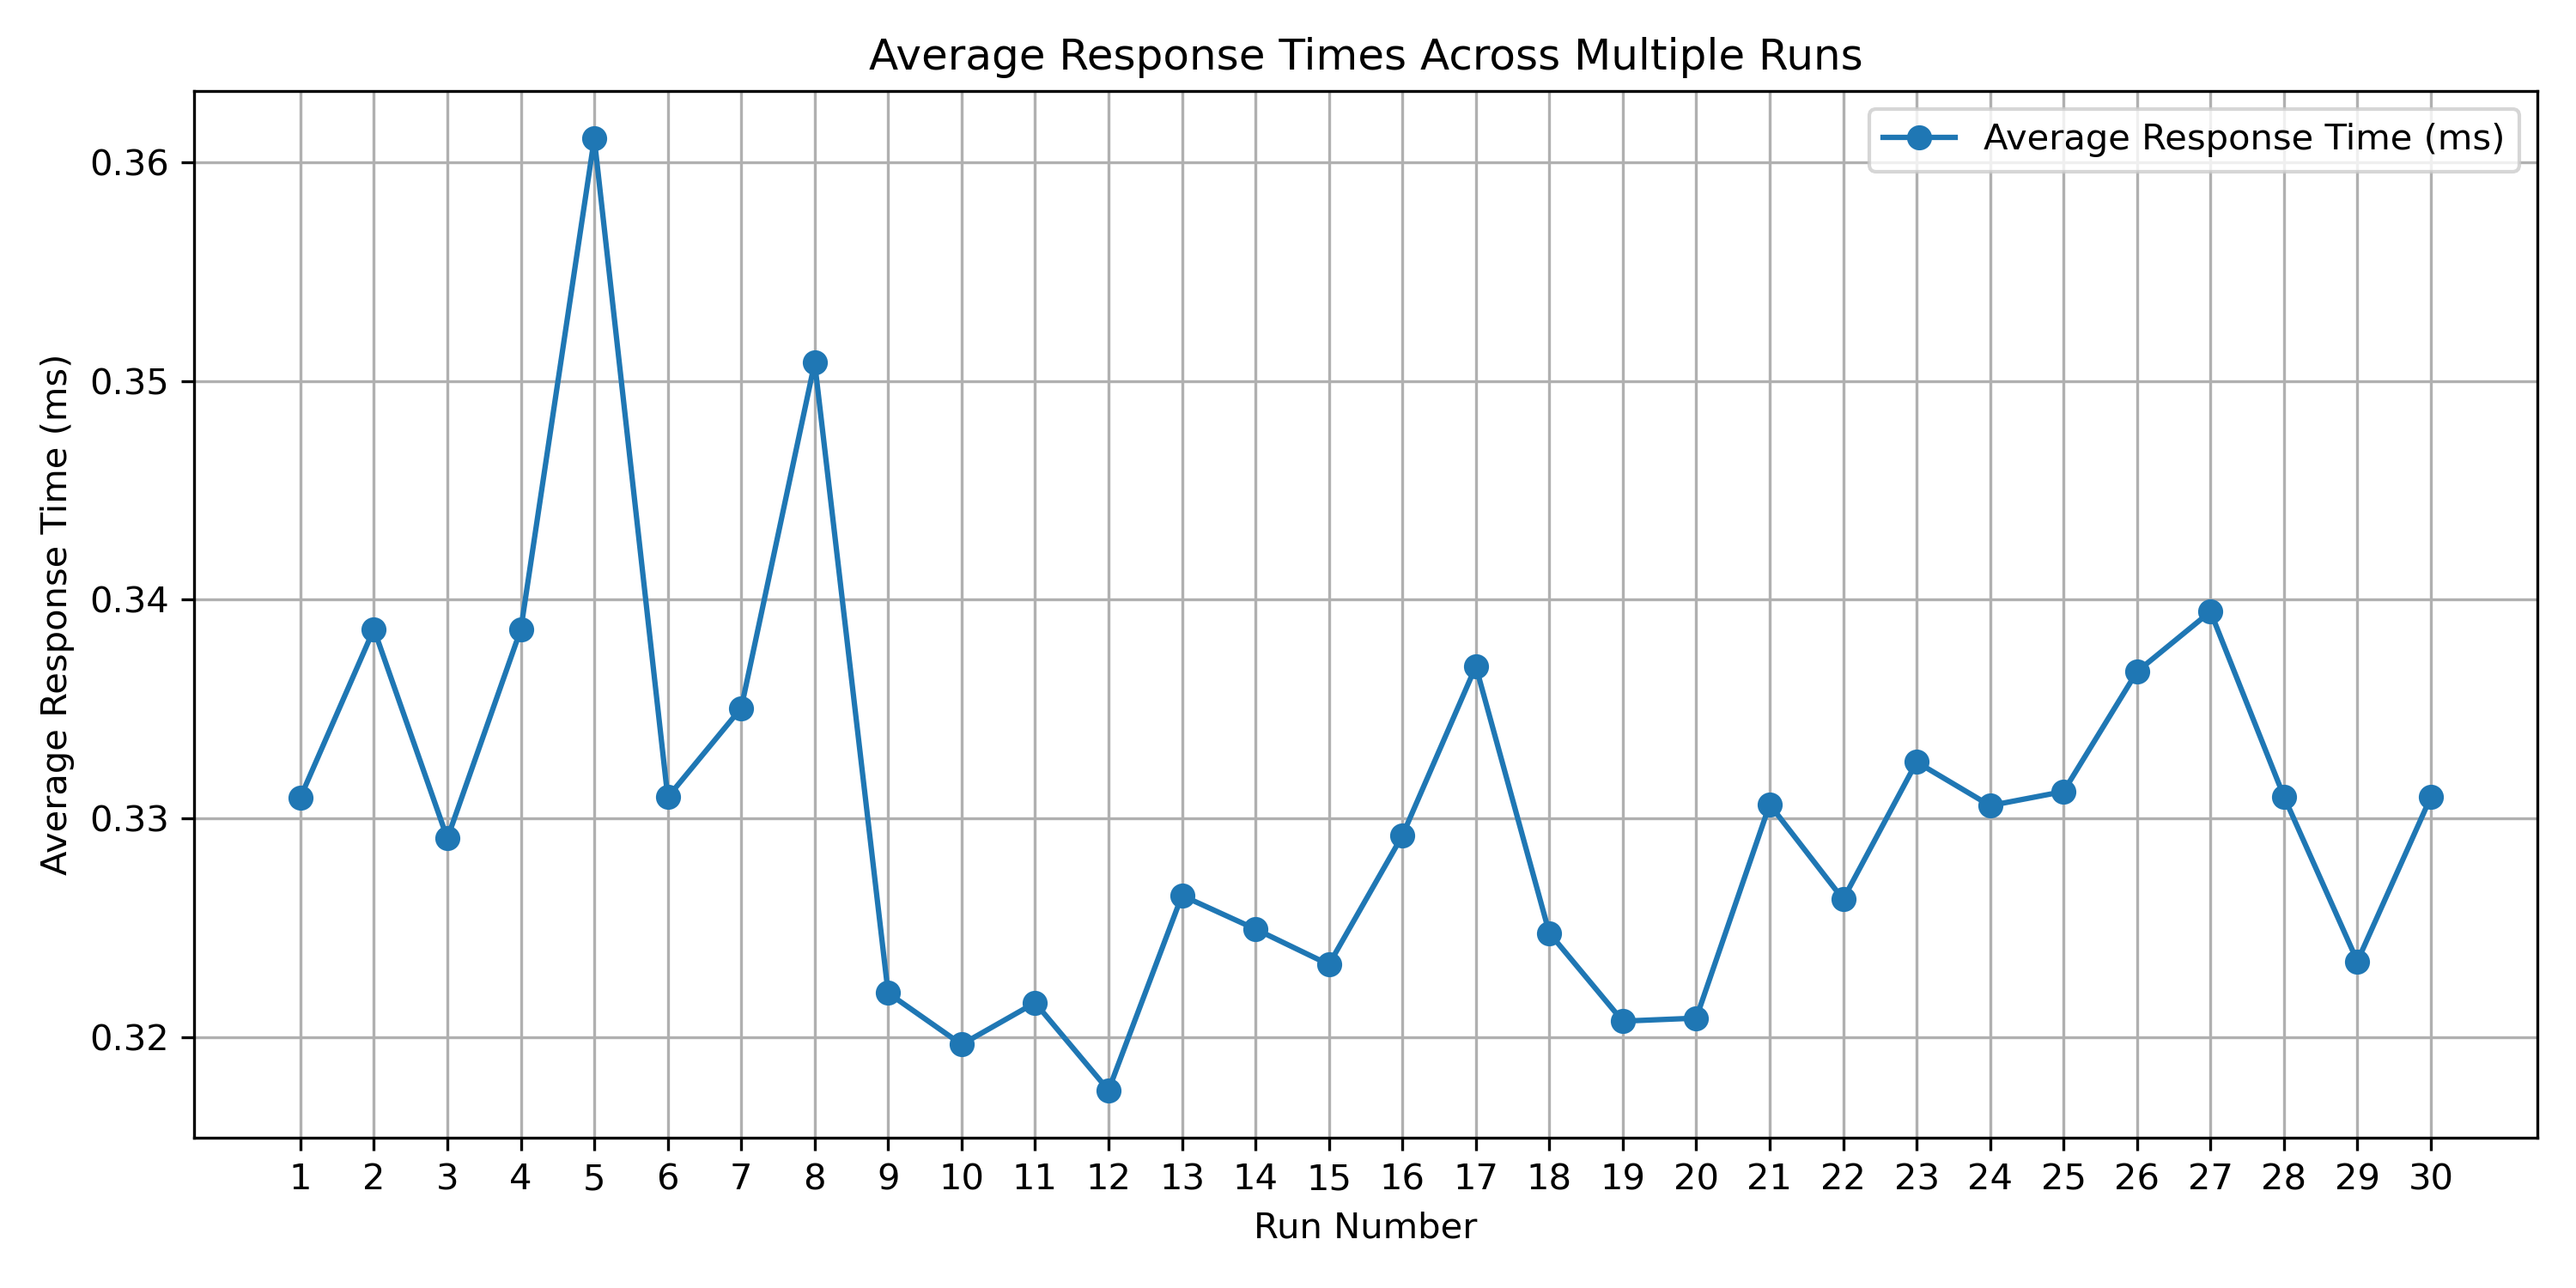 Average Response Times Across Multiple Runs
Average Response Time (ms)
0.36
0.35
0.34
0.33
0.32
Average Response Time (ms)
1 2 3 4 5 6 7 8 9 10 11 12 13 14 15 16 17 18 19 20 21 22 23 24 25 26 27 28 29 30
Run Number